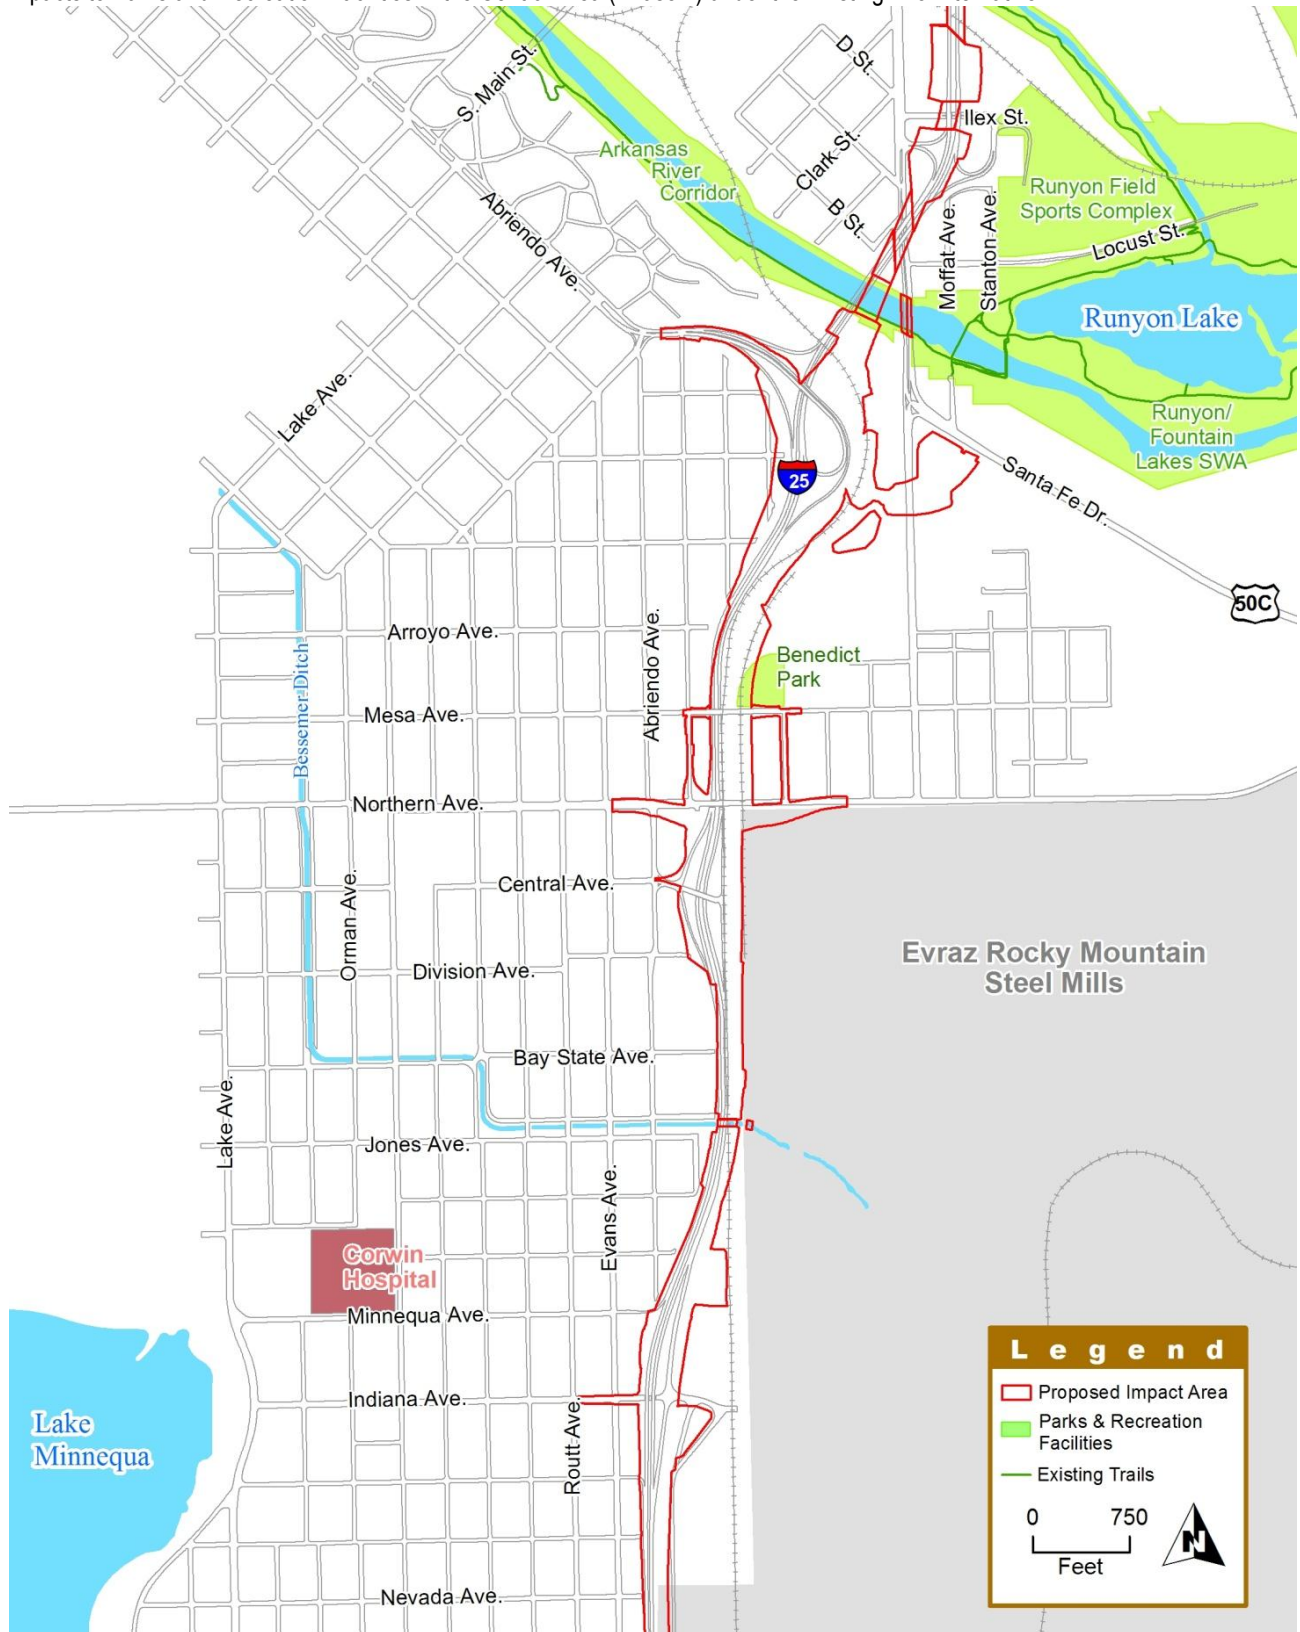 S. Main St.
D St.
Ilex St.
Clark St.
B St.
Arkansas
River
Corridor
Runyon Field
Sports Complex
Locust St.
Abriendo Ave.
Moffat Ave.
Stanton Ave.
Runyon Lake
Lake Ave.
Runyon/
Fountain
Lakes SWA
25
Santa Fe Dr.
50C
Arroyo Ave.
Abriendo Ave.
Benedict
Park
Bessemer Ditch
Mesa Ave.
Northern Ave.
Orman Ave.
Central Ave.
Evraz Rocky Mountain
Steel Mills
Division Ave.
Bay State Ave.
Lake Ave.
Jones Ave.
Evans Ave.
Corwin
Hospital
Minnequa Ave.
Indiana Ave.
Routt Ave.
Lake
Minnequa
Nevada Ave.
Legend
Proposed Impact Area
Parks & Recreation
Facilities
Existing Trails
0 750
Feet
N